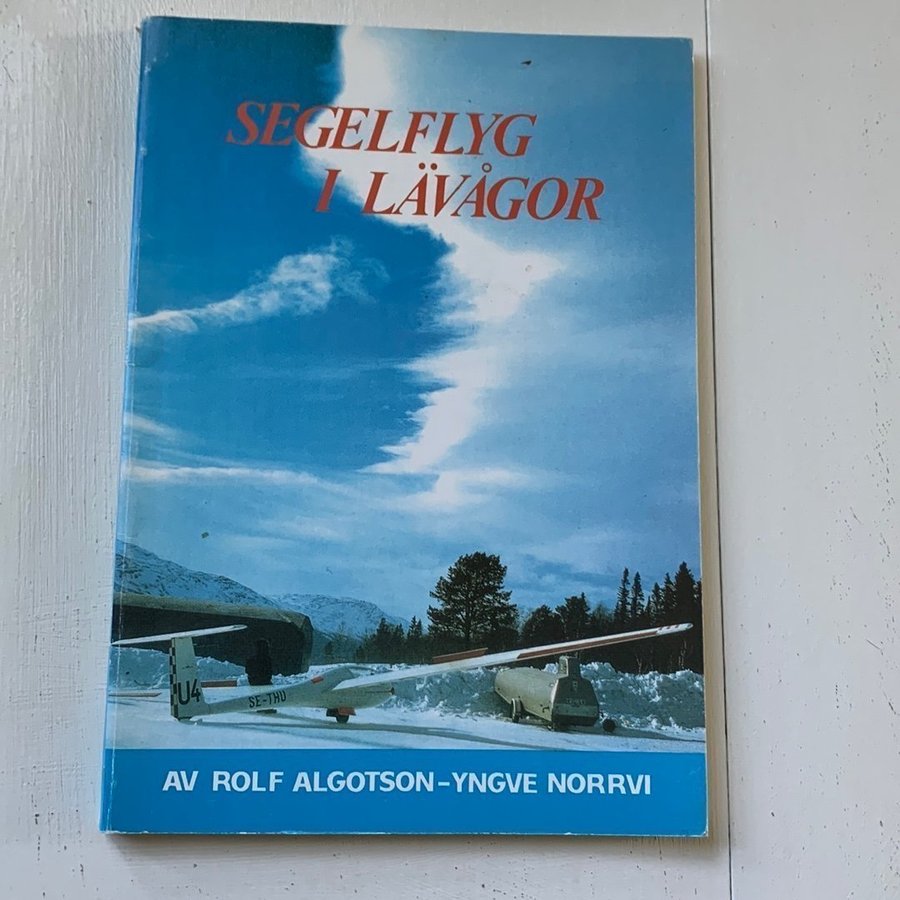 SEGELFLYG
I LÄVÅGOR
U4
SE-THU
AV ROLF ALGOTSON-YNGVE NORRVI